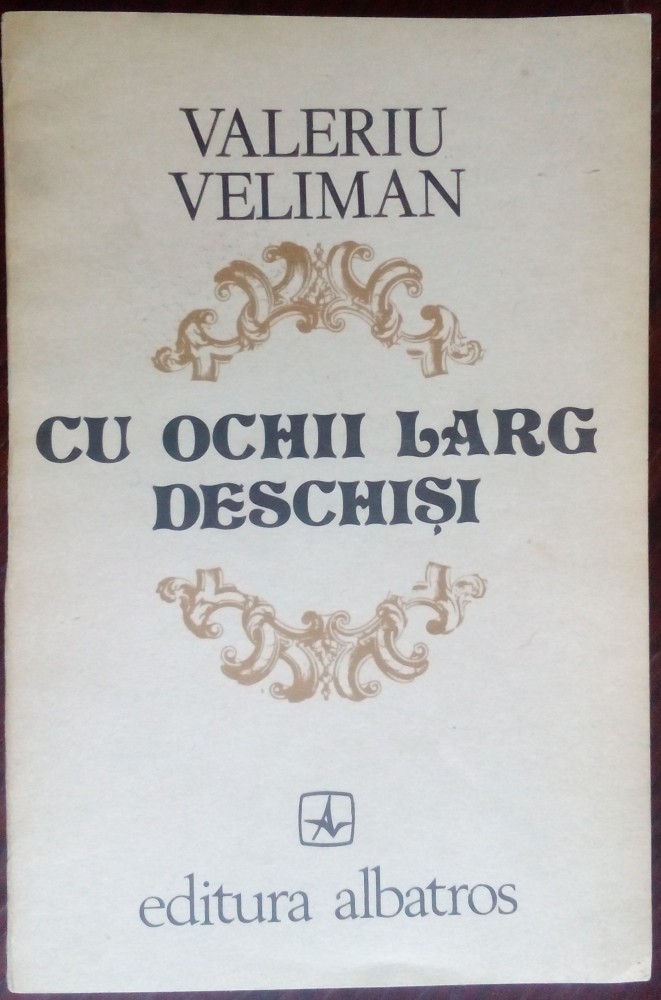 VALERIU
VELIMAN
CU OCHII LARG
DESCHIȘI
editura albatros